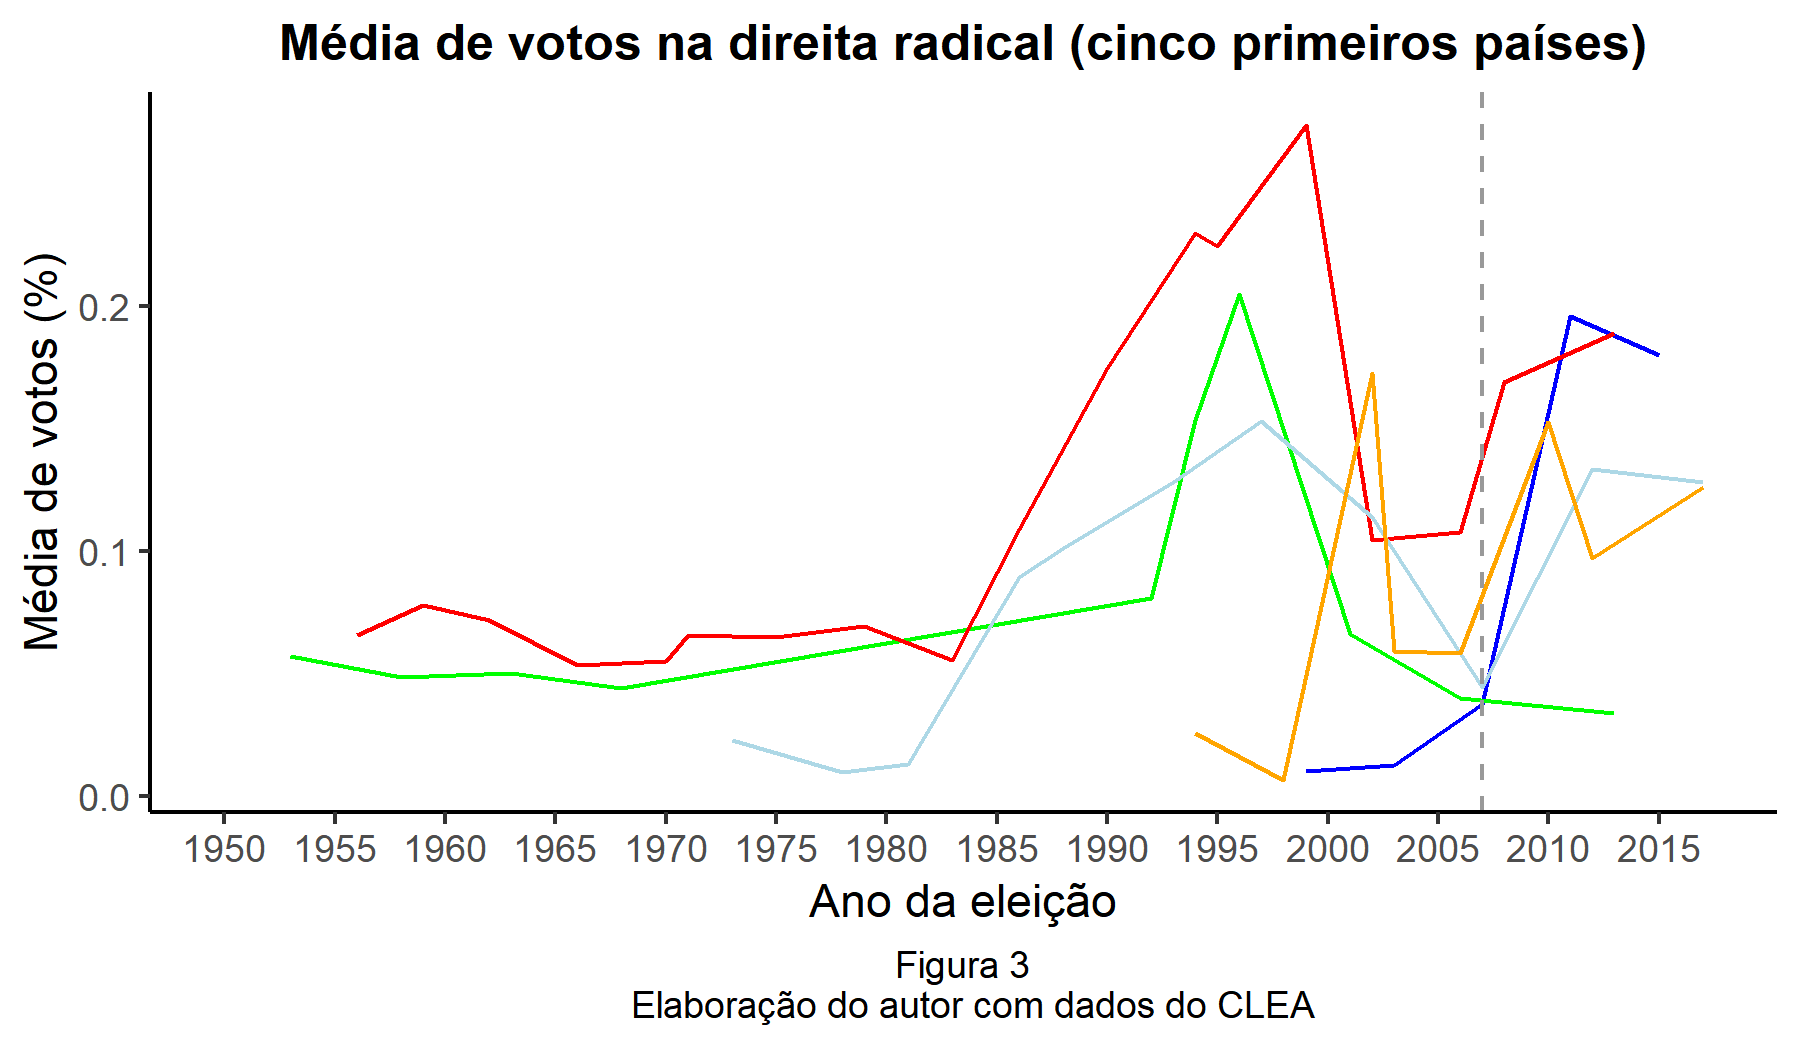 Média de votos na direita radical (cinco primeiros países)
Média de votos (%)
0.2
0.1
0.0
1950 1955 1960 1965 1970 1975 1980 1985 1990 1995 2000 2005 2010 2015
Ano da eleição
Figura 3
Elaboração do autor com dados do CLEA